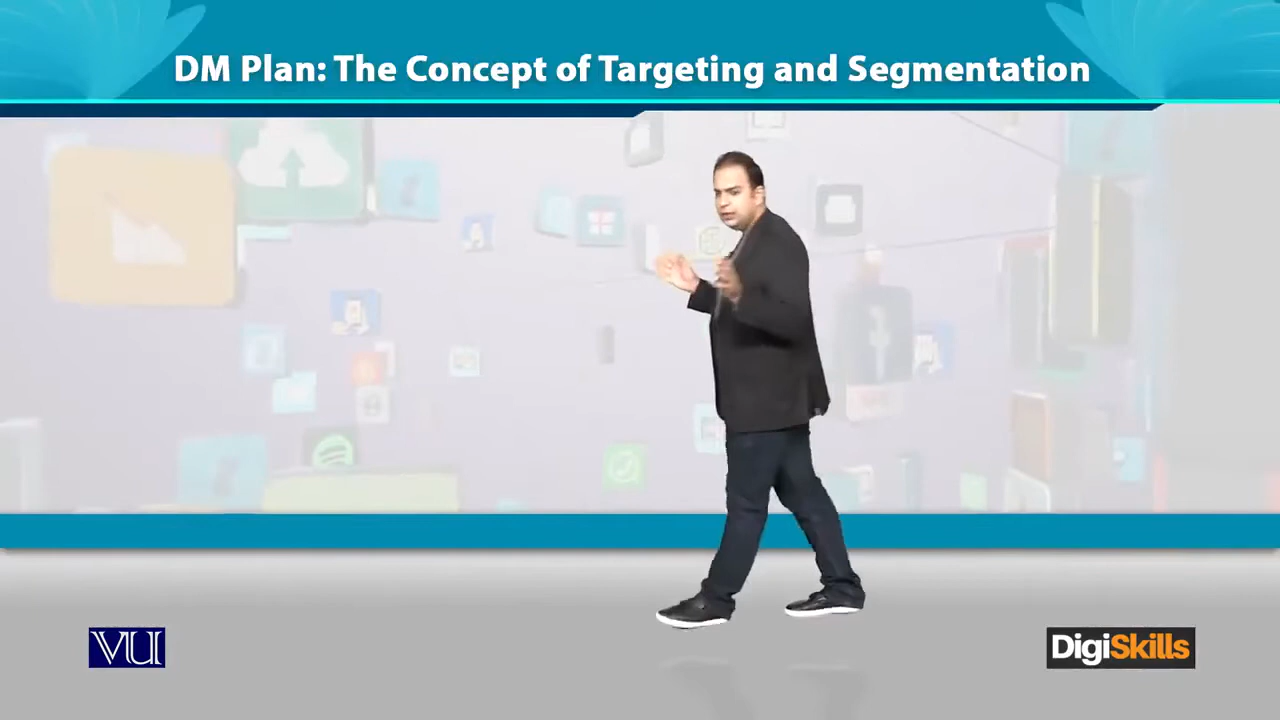 DM Plan: The Concept of Targeting and Segmentation
VU
DigiSkills